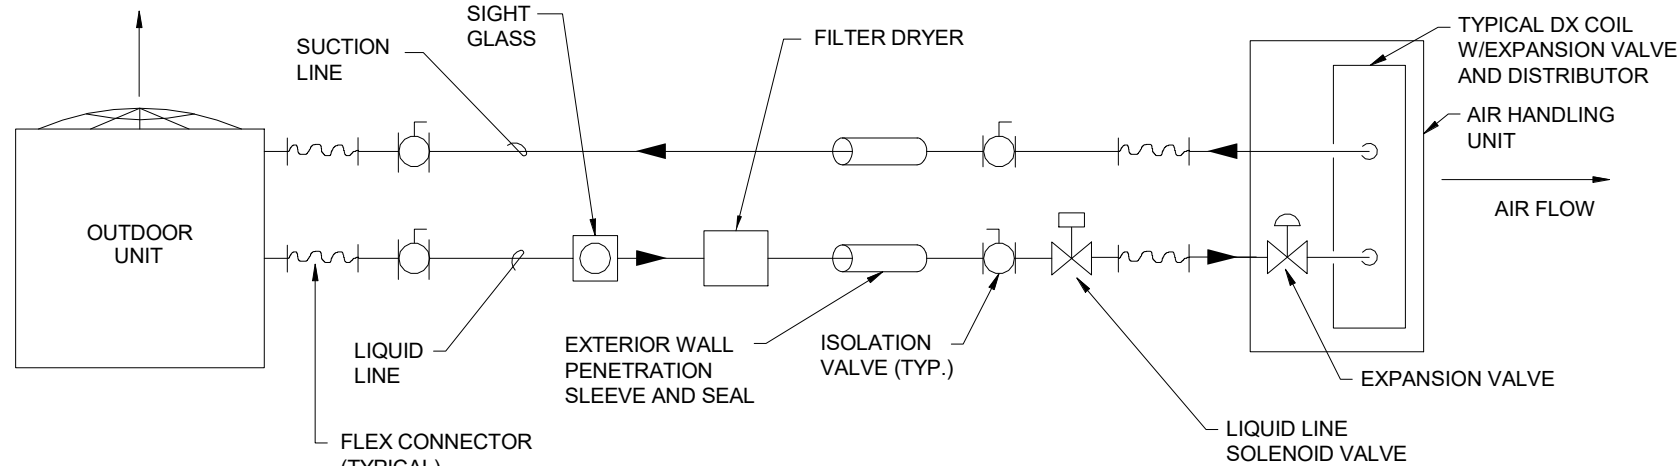 SIGHT
GLASS
SUCTION
LINE
FILTER DRYER
TYPICAL DX COIL
W/EXPANSION VALVE
AND DISTRIBUTOR
AIR HANDLING
UNIT
AIR FLOW
OUTDOOR
UNIT
LIQUID
LINE
EXTERIOR WALL
PENETRATION
SLEEVE AND SEAL
ISOLATION
VALVE (TYP.)
EXPANSION VALVE
LIQUID LINE
SOLENOID VALVE
FLEX CONNECTOR
(TYPICAL)